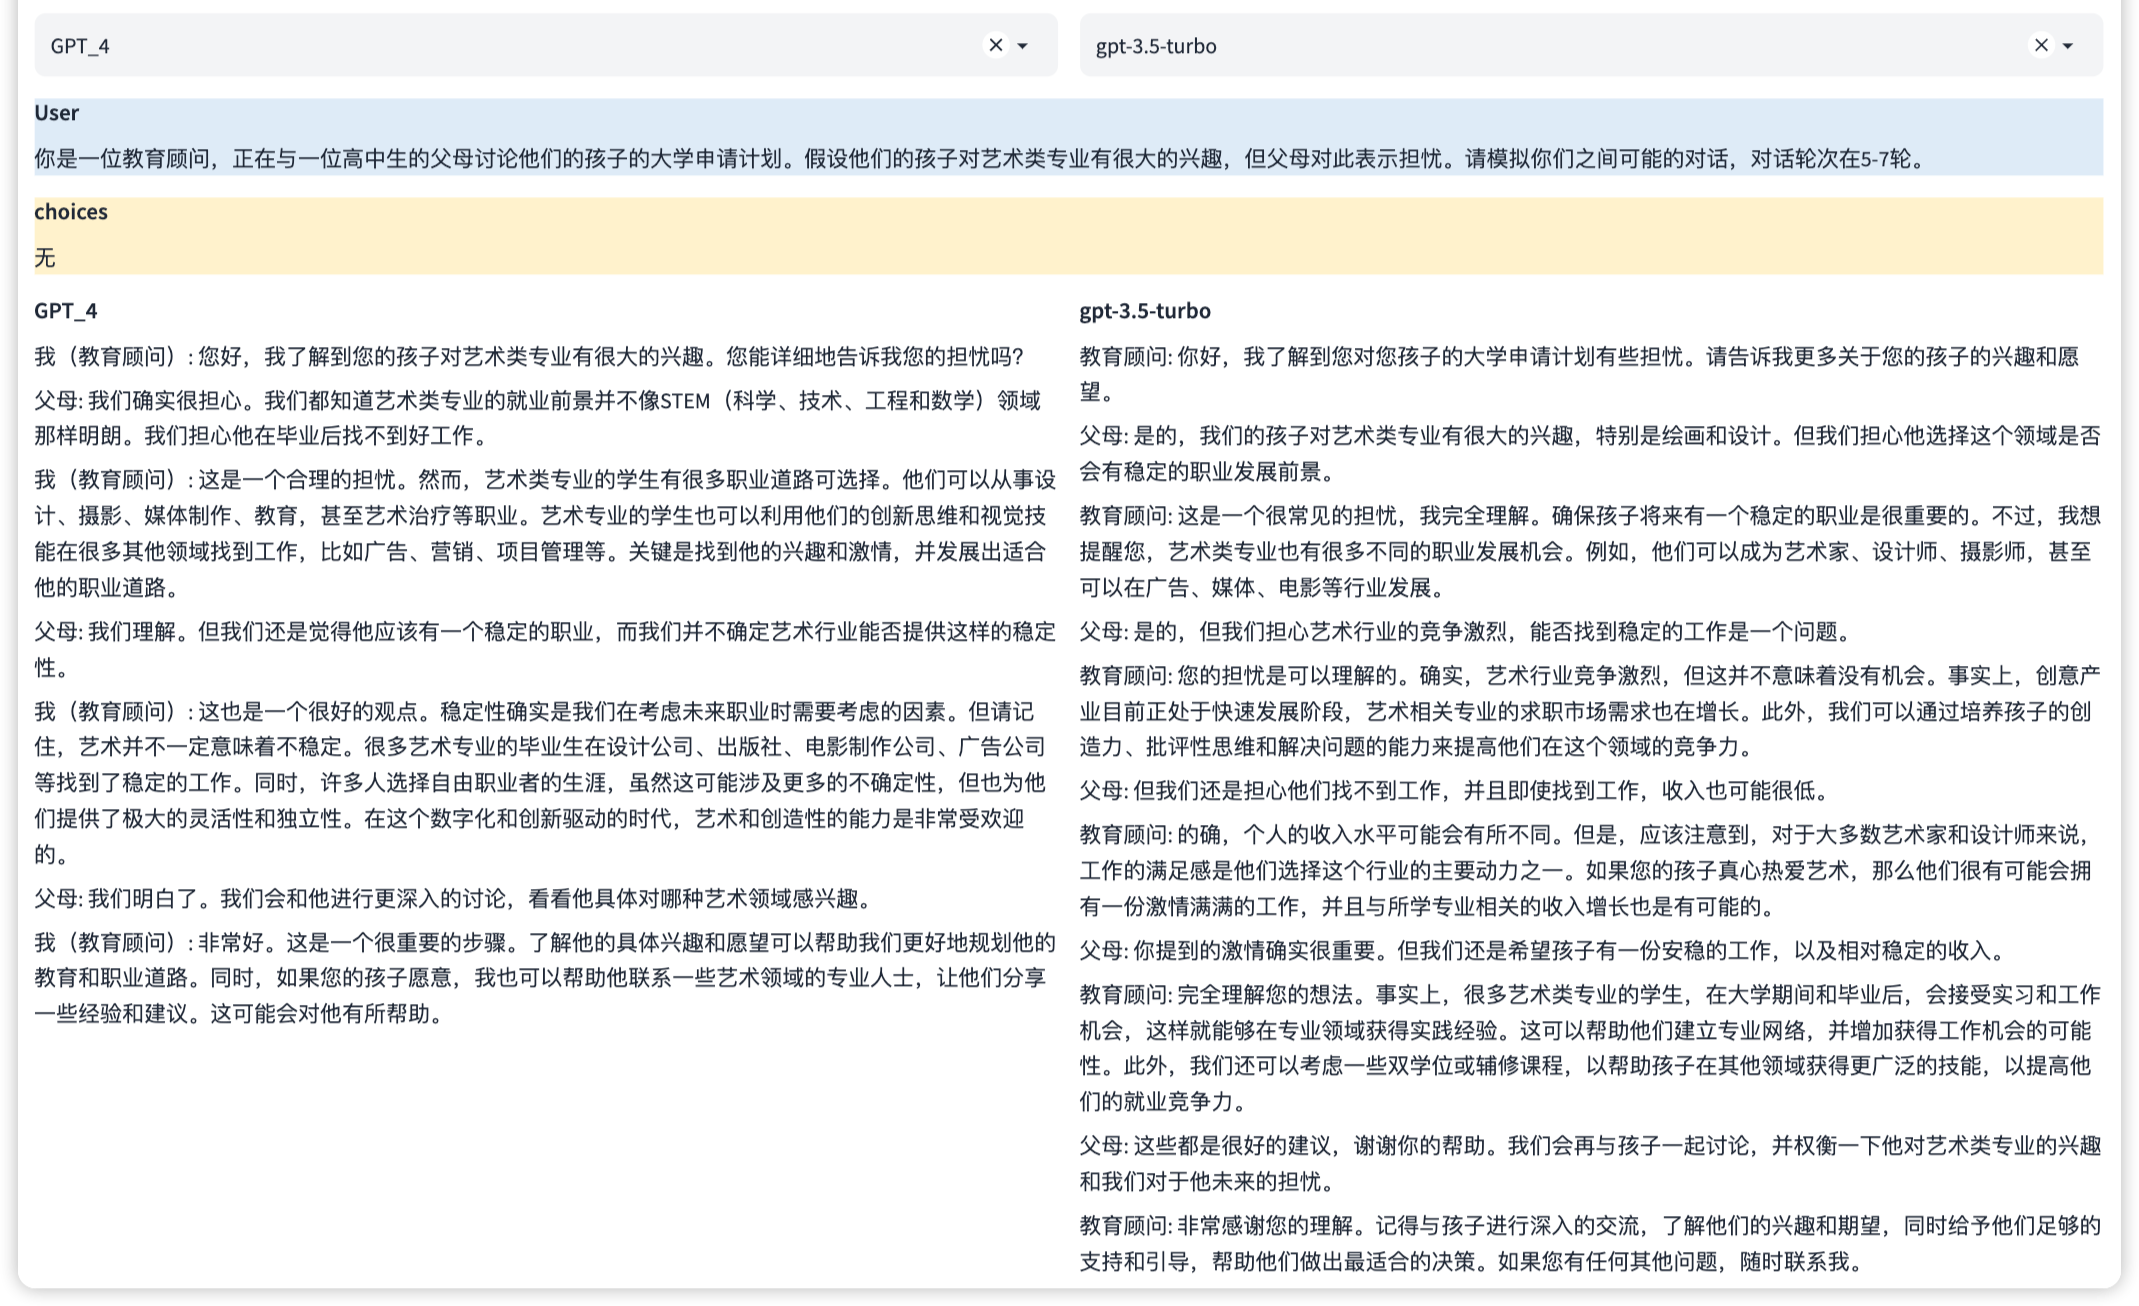 GPT_4
gpt-3.5-turbo
User
你是一位教育顾问，正在与一位高中生的父母讨论他们的孩子的大学申请计划。假设他们的孩子对艺术类专业有很大的兴趣，但父母对此表示担忧。请模拟你们之间可能的对话，对话轮次在5-7轮。
choices
无
GPT_4
我（教育顾问）: 您好，我了解到您的孩子对艺术类专业有很大的兴趣。您能详细地告诉我您的担忧吗？
父母: 我们确实很担心。我们都知道艺术类专业的就业前景并不像STEM（科学、技术、工程和数学）领域
那样明朗。我们担心他在毕业后找不到好工作。
我（教育顾问）: 这是一个合理的担忧。然而，艺术类专业的学生有很多职业道路可选择。他们可以从事设
计、摄影、媒体制作、教育，甚至艺术治疗等职业。艺术专业的学生也可以利用他们的创新思维和视觉技
能在很多其他领域找到工作，比如广告、营销、项目管理等。关键是找到他的兴趣和激情，并发展出适合
他的职业道路。
父母: 我们理解。但我们还是觉得他应该有一个稳定的职业，而我们并不确定艺术行业能否提供这样的稳定
性。
我（教育顾问）: 这也是一个很好的观点。稳定性确实是我们在考虑未来职业时需要考虑的因素。但请记
住，艺术并不一定意味着不稳定。很多艺术专业的毕业生在设计公司、出版社、电影制作公司、广告公司
等找到了稳定的工作。同时，许多人选择自由职业者的生涯，虽然这可能涉及更多的不确定性，但也为他
们提供了极大的灵活性和独立性。在这个数字化和创新驱动的时代，艺术和创造性的能力是非常受欢迎
的。
父母: 我们明白了。我们会和他进行更深入的讨论，看看他具体对哪种艺术领域感兴趣。
我（教育顾问）: 非常好。这是一个很重要的步骤。了解他的具体兴趣和愿望可以帮助我们更好地规划他的
教育和职业道路。同时，如果您的孩子愿意，我也可以帮助他联系一些艺术领域的专业人士，让他们分享
一些经验和建议。这可能会对他有所帮助。
gpt-3.5-turbo
教育顾问: 你好，我了解到您对您孩子的大学申请计划有些担忧。请告诉我更多关于您的孩子的兴趣和愿
望。
父母: 是的，我们的孩子对艺术类专业有很大的兴趣，特别是绘画和设计。但我们担心他选择这个领域是否
会有稳定的职业发展前景。
教育顾问: 这是一个很常见的担忧，我完全理解。确保孩子将来有一个稳定的职业是很重要的。不过，我想
提醒您，艺术类专业也有很多不同的职业发展机会。例如，他们可以成为艺术家、设计师、摄影师，甚至
可以在广告、媒体、电影等行业发展。
父母: 是的，但我们担心艺术行业的竞争激烈，能否找到稳定的工作是一个问题。
教育顾问: 您的担忧是可以理解的。确实，艺术行业竞争激烈，但这并不意味着没有机会。事实上，创意产
业目前正处于快速发展阶段，艺术相关专业的求职市场需求也在增长。此外，我们可以通过培养孩子的创
造力、批评性思维和解决问题的能力来提高他们在这个领域的竞争力。
父母: 但我们还是担心他们找不到工作，并且即使找到工作，收入也可能很低。
教育顾问: 的确，个人的收入水平可能会有所不同。但是，应该注意到，对于大多数艺术家和设计师来说，
工作的满足感是他们选择这个行业的主要动力之一。如果您的孩子真心热爱艺术，那么他们很有可能会拥
有一份激情满满的工作，并且与所学专业相关的收入增长也是有可能的。
父母: 你提到的激情确实很重要。但我们还是希望孩子有一份安稳的工作，以及相对稳定的收入。
教育顾问: 完全理解您的想法。事实上，很多艺术类专业的学生，在大学期间和毕业后，会接受实习和工作
机会，这样就能够在专业领域获得实践经验。这可以帮助他们建立专业网络，并增加获得工作机会的可能
性。此外，我们还可以考虑一些双学位或辅修课程，以帮助孩子在其他领域获得更广泛的技能，以提高他
们的就业竞争力。
父母: 这些都是很好的建议，谢谢你的帮助。我们会再与孩子一起讨论，并权衡一下他对艺术类专业的兴趣
和我们对于他未来的担忧。
教育顾问: 非常感谢您的理解。记得与孩子进行深入的交流，了解他们的兴趣和期望，同时给予他们足够的
支持和引导，帮助他们做出最适合的决策。如果您有任何其他问题，随时联系我。